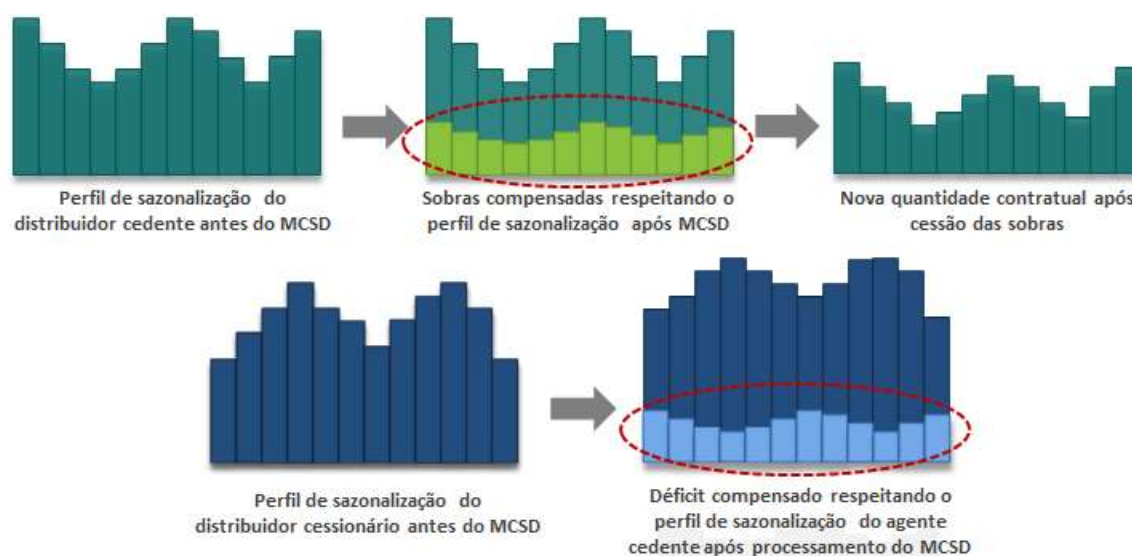 Perfil de sazonalização do
distribuidor cedente antes do MCSD
Sobras compensadas respeitando o
perfil de sazonalização após MCSD
Nova quantidade contratual após
cessão das sobras
Perfil de sazonalização do
distribuidor cessionário antes do MCSD
Déficit compensado respeitando o
perfil de sazonalização do agente
cedente após processamento do MCSD